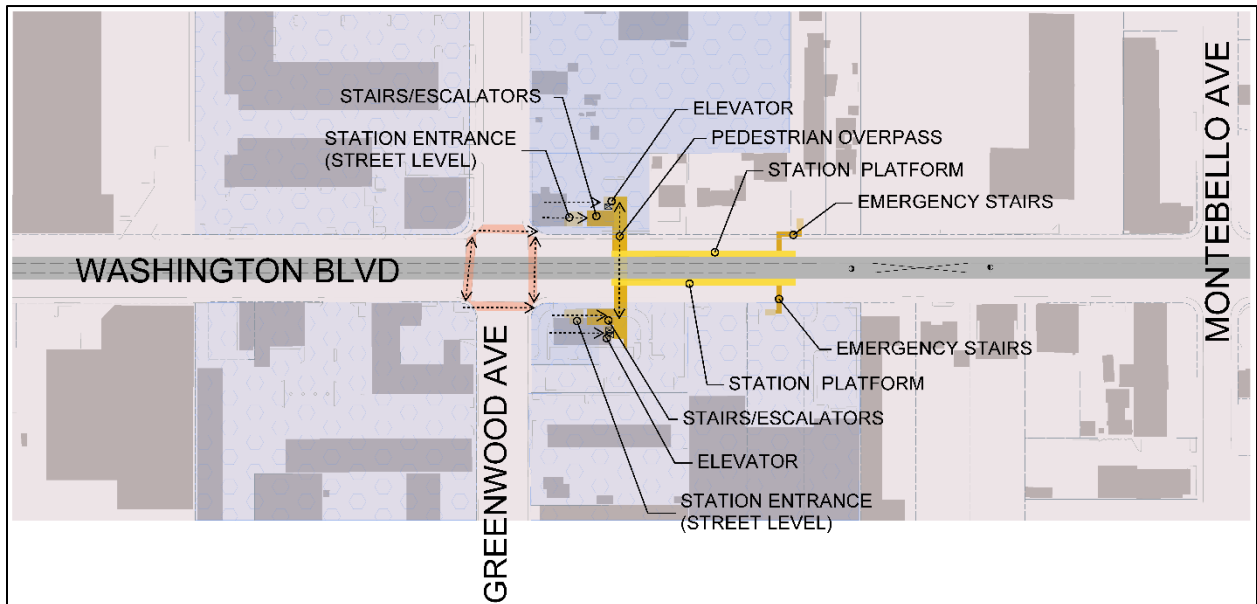 STAIRS/ESCALATORS
STATION ENTRANCE
(STREET LEVEL)
ELEVATOR
PEDESTRIAN OVERPASS
STATION PLATFORM
EMERGENCY STAIRS
WASHINGTON BLVD
MONTEBELLO AVE
GREENWOOD AVE
EMERGENCY STAIRS
STATION PLATFORM
STAIRS/ESCALATORS
ELEVATOR
STATION ENTRANCE
(STREET LEVEL)